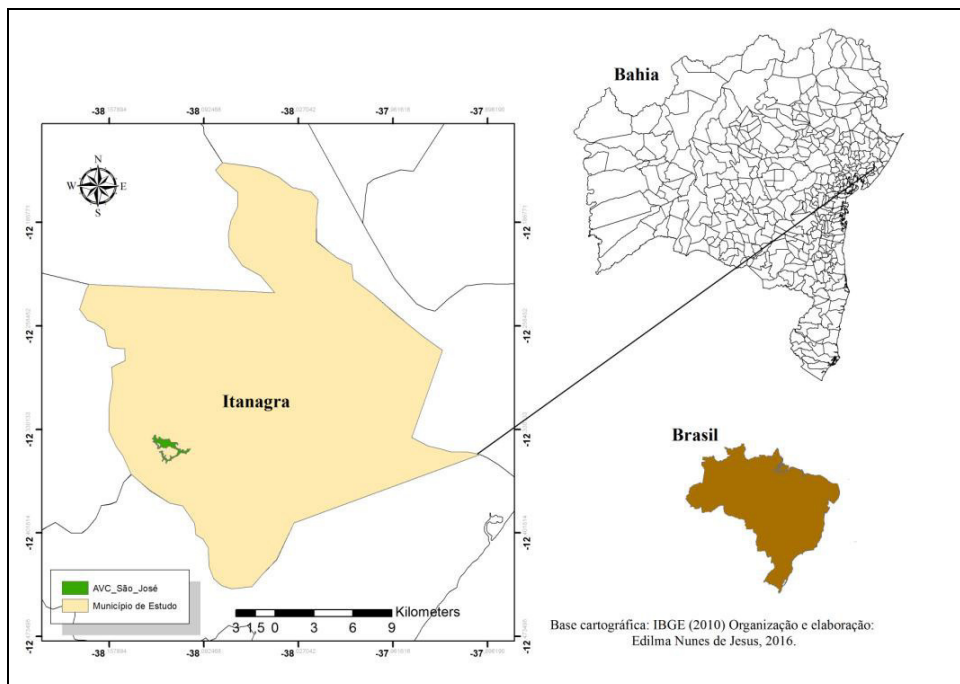 -38 -38 -38 -37 -37
Bahia
N
W E
S
-12 -12 -12 -12 -12
Itanagra
-12 -12 -12 -12 -12
Brasil
AVC_São_José
Município de Estudo
3 1,5 0 3 6 9
Kilometers
-38 -38 -38 -37 -37
Base cartográfica: IBGE (2010) Organização e elaboração:
Edilma Nunes de Jesus, 2016.